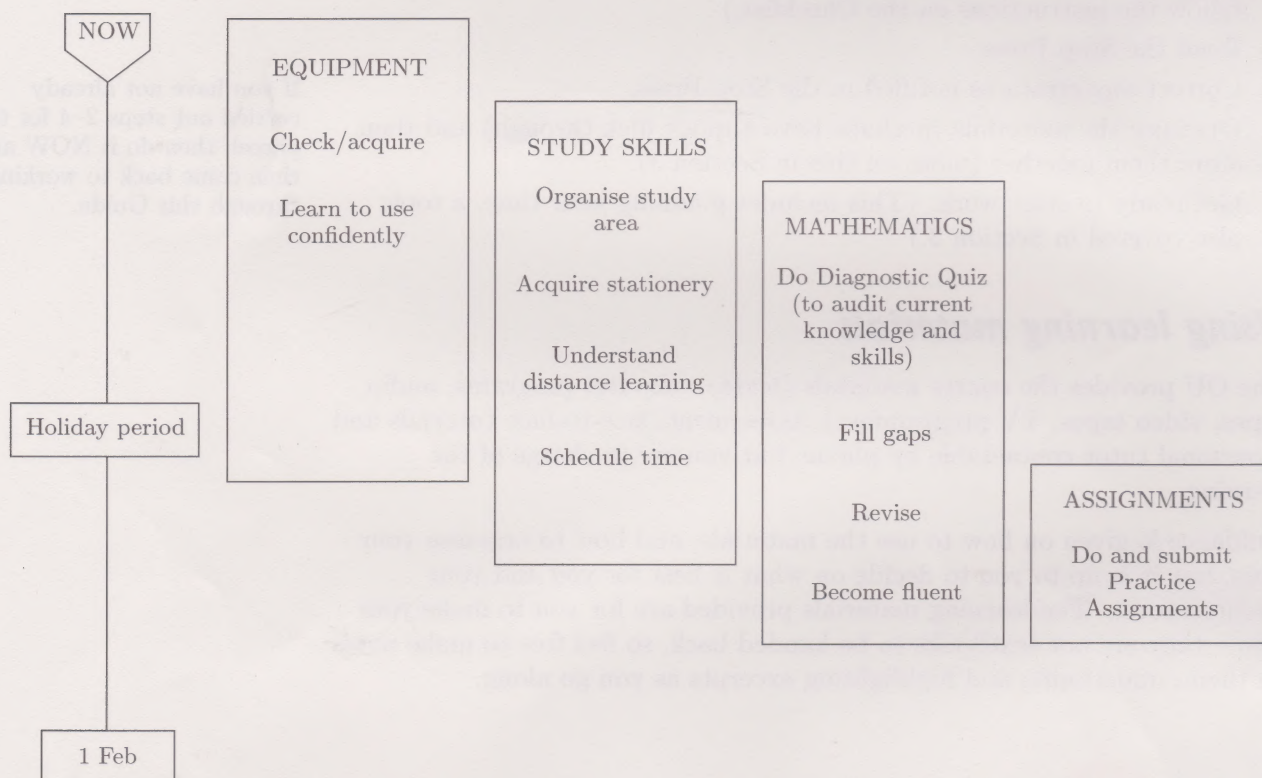 NOW
Holiday period
1 Feb
EQUIPMENT
Check/acquire
Learn to use
confidently
STUDY SKILLS
Organise study
area
Acquire stationery
Understand
distance learning
Schedule time
MATHEMATICS
Do Diagnostic Quiz
(to audit current
knowledge and
skills)
Fill gaps
Revise
Become fluent
ASSIGNMENTS
Do and submit
Practice
Assignments